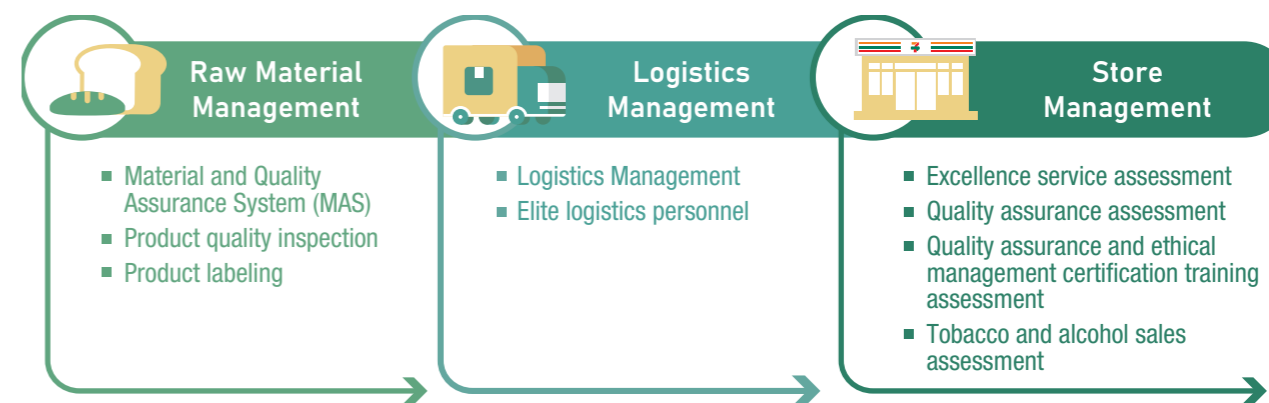 Raw Material
Management
Material and Quality
Assurance System (MAS)
Product quality inspection
Product labeling
Logistics
Management
Logistics Management
Elite logistics personnel
7
Store
Management
Excellence service assessment
Quality assurance assessment
Quality assurance and ethical
management certification training
assessment
Tobacco and alcohol sales
assessment